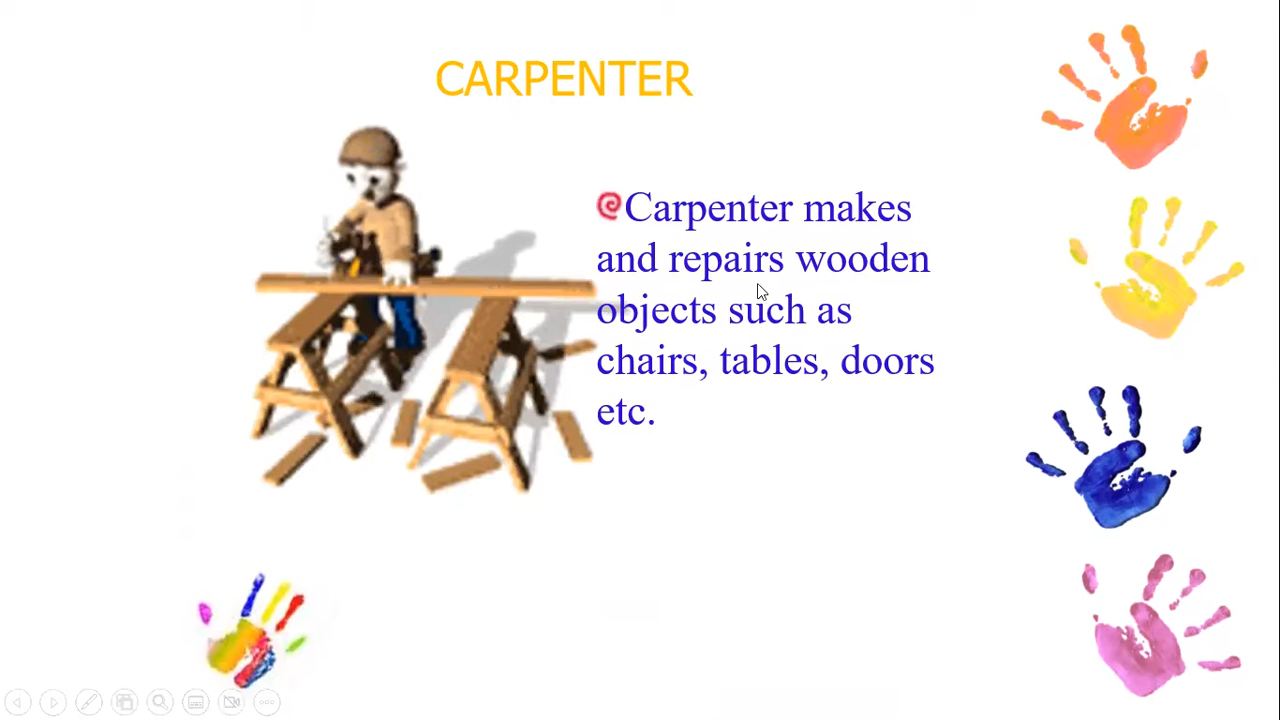 CARPENTER
Carpenter makes
and repairs wooden
objects such as
chairs, tables, doors
etc.